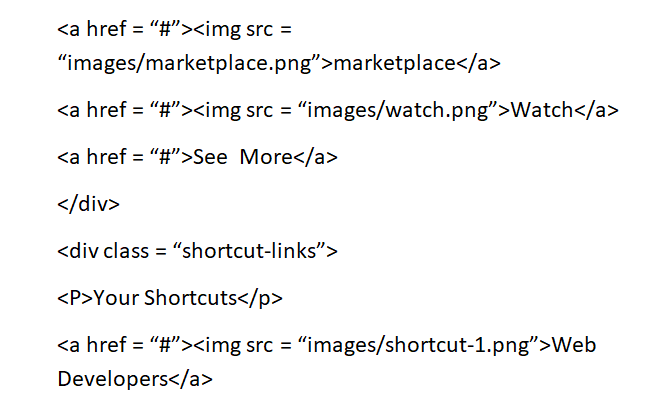 <a href = “#”><img src =
“images/marketplace.png”>marketplace</a>
<a href = “#”><img src = “images/watch.png”>Watch</a>
<a href = “#”>See  More</a>
</div>
<div class = “shortcut-links”>
<P>Your Shortcuts</p>
<a href = “#”><img src = “images/shortcut-1.png”>Web
Developers</a>